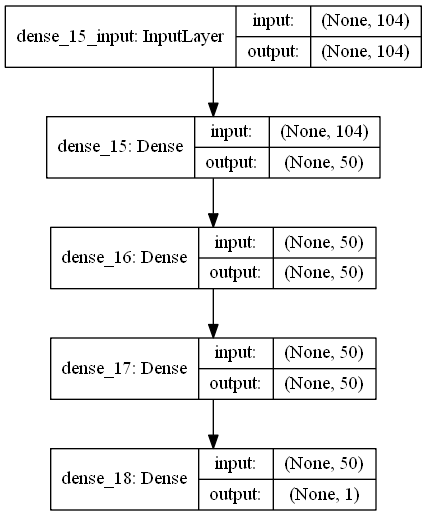 dense_15_input: InputLayer
input: (None, 104)
output: (None, 104)
dense_15: Dense
input: (None, 104)
output: (None, 50)
dense_16: Dense
input: (None, 50)
output: (None, 50)
dense_17: Dense
input: (None, 50)
output: (None, 50)
dense_18: Dense
input: (None, 50)
output: (None, 1)